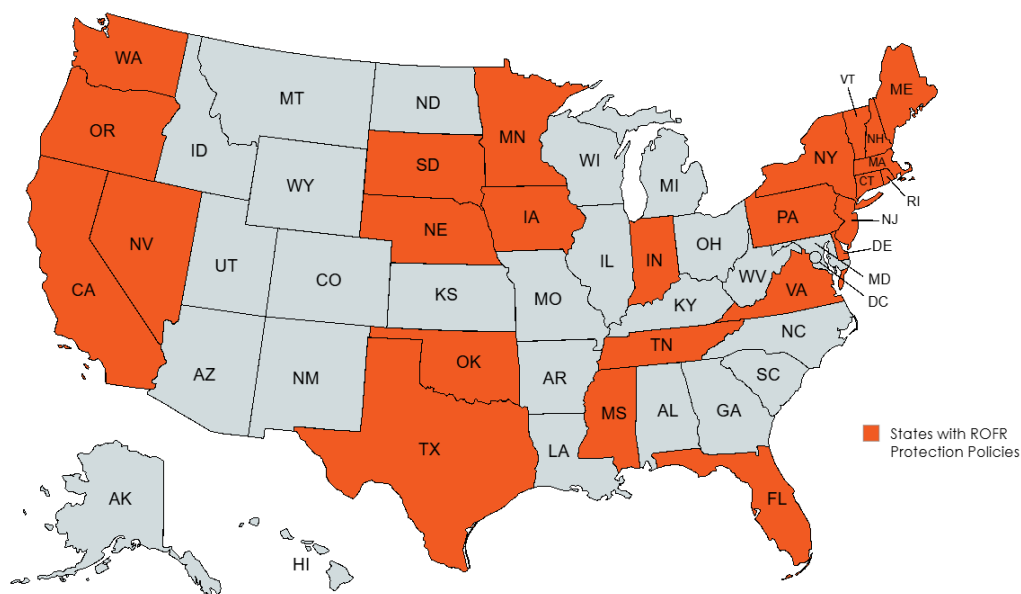 WA
MT
ND
MN
VT
ME
OR
ID
SD
WI
NY
NH
MA
WY
MI
CT
RI
IA
PA
NJ
NV
NE
OH
DE
UT
IL
IN
CA
CO
WV
MD
KS
MO
VA
DC
KY
NC
TN
AZ
OK
AR
SC
NM
MS
AL
GA
States with ROFR
Protection Policies
TX
LA
AK
FL
HI